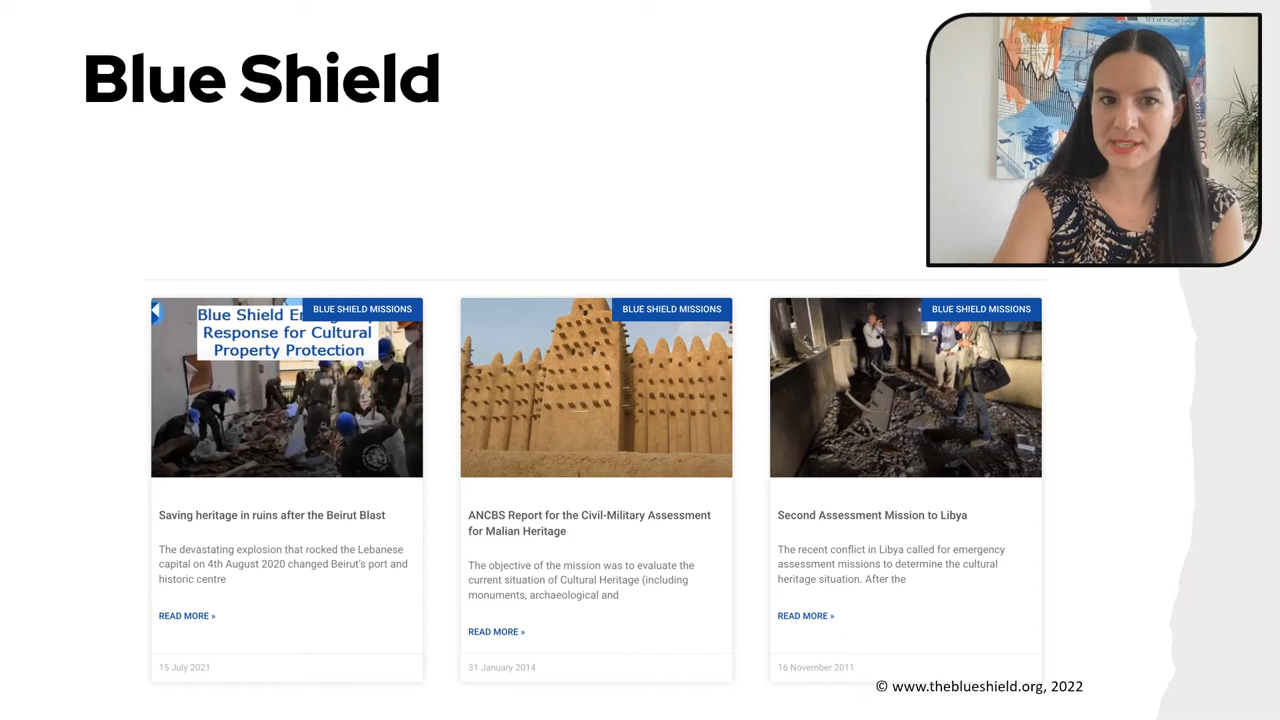 Blue Shield
BLUE SHIELD MISSIONS
Blue Shield
Response for Cultural
Property Protection
Saving heritage in ruins after the Beirut Blast
The devastating explosion that rocked the Lebanese
capital on 4th August 2020 changed Beirut's port and
historic centre
READ MORE »
15 July 2021
BLUE SHIELD MISSIONS
ANCBS Report for the Civil-Military Assessment
for Malian Heritage
The objective of the mission was to evaluate the
current situation of Cultural Heritage (including
monuments, archaeological and
READ MORE »
31 January 2014
BLUE SHIELD MISSIONS
Second Assessment Mission to Libya
The recent conflict in Libya called for emergency
assessment missions to determine the cultural
heritage situation. After the
READ MORE »
16 November 2011
© www.theblueshield.org, 2022